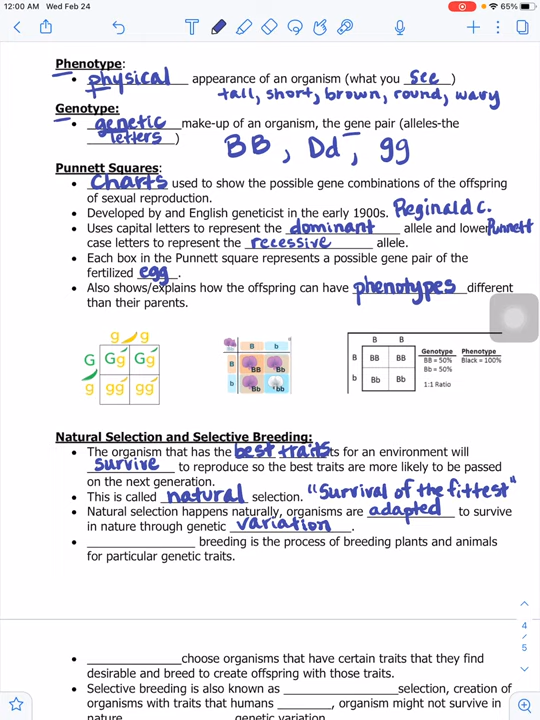 12:00 AM Wed Feb 24
65%
Phenotype:
• physical appearance of an organism (what you see)
tall, short, brown, round, wavy
Genotype:
• genetic make-up of an organism, the gene pair (alleles-the
letters)
BB, Dd, gg
Punnett Squares:
• Charts used to show the possible gene combinations of the offspring
of sexual reproduction.
• Developed by and English geneticist in the early 1900s. Reginald C.
Punnett
• Uses capital letters to represent the dominant allele and lower
case letters to represent the recessive allele.
• Each box in the Punnett square represents a possible gene pair of the
fertilized egg.
• Also shows/explains how the offspring can have phenotypes different
than their parents.
g g
G Gg Gg
g gg gg
B b
B BB Bb
b Bb bb
B B
B BB BB
b Bb Bb
Genotype Phenotype
BB = 50% Black = 100%
Bb = 50%
1:1 Ratio
Natural Selection and Selective Breeding:
• The organism that has the best traits ts for an environment will
survive to reproduce so the best traits are more likely to be passed
on the next generation.
• This is called natural selection. "Survival of the fittest"
• Natural selection happens naturally, organisms are adapted to survive
in nature through genetic variation.
• ________________ breeding is the process of breeding plants and animals
for particular genetic traits.
4
/
5
• ______________choose organisms that have certain traits that they find
desirable and breed to create offspring with those traits.
• Selective breeding is also known as _________________selection, creation of
organisms with traits that humans ________, organism might not survive in
nature genetic variation.